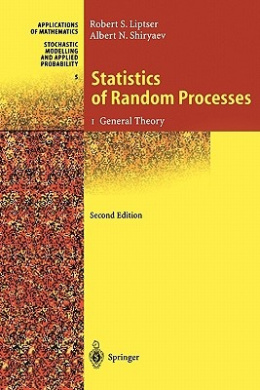 APPLICATIONS
OF MATHEMATICS
STOCHASTIC
MODELLING
AND APPLIED
PROBABILITY
5
Robert S. Liptser
Albert N. Shiryaev
Statistics
of Random Processes
I General Theory
Second Edition
Springer